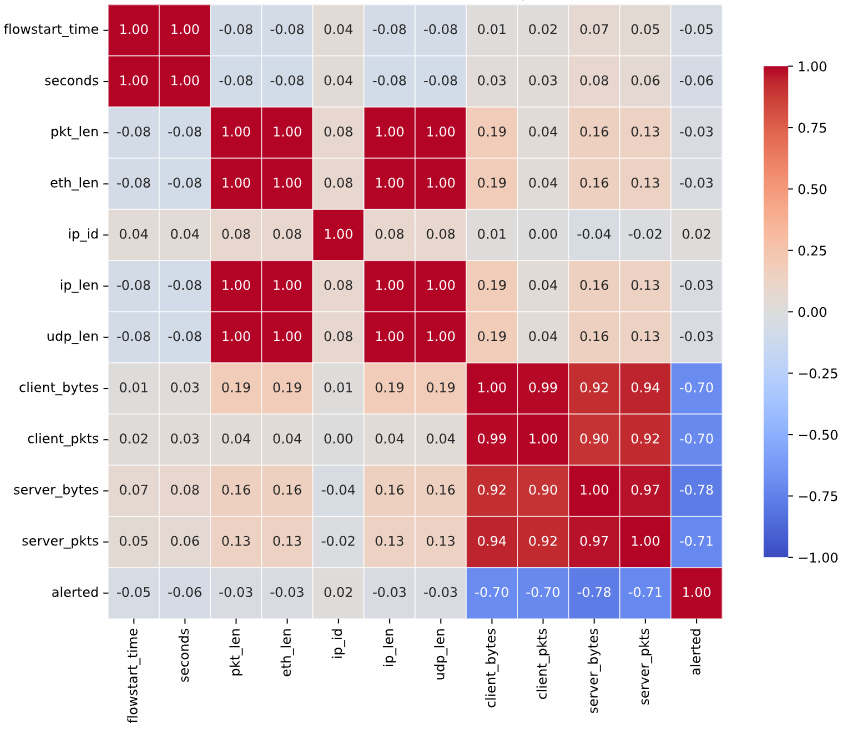 flowstart_time 1.00 1.00 -0.08 -0.08 0.04 -0.08 -0.08 0.01 0.02 0.07 0.05 -0.05
seconds 1.00 1.00 -0.08 -0.08 0.04 -0.08 -0.08 0.03 0.03 0.08 0.06 -0.06
pkt_len -0.08 -0.08 1.00 1.00 0.08 1.00 1.00 0.19 0.04 0.16 0.13 -0.03
eth_len -0.08 -0.08 1.00 1.00 0.08 1.00 1.00 0.19 0.04 0.16 0.13 -0.03
ip_id 0.04 0.04 0.08 0.08 1.00 0.08 0.08 0.01 0.00 -0.04 -0.02 0.02
ip_len -0.08 -0.08 1.00 1.00 0.08 1.00 1.00 0.19 0.04 0.16 0.13 -0.03
udp_len -0.08 -0.08 1.00 1.00 0.08 1.00 1.00 0.19 0.04 0.16 0.13 -0.03
client_bytes 0.01 0.03 0.19 0.19 0.01 0.19 0.19 1.00 0.99 0.92 0.94 -0.70
client_pkts 0.02 0.03 0.04 0.04 0.00 0.04 0.04 0.99 1.00 0.90 0.92 -0.70
server_bytes 0.07 0.08 0.16 0.16 -0.04 0.16 0.16 0.92 0.90 1.00 0.97 -0.78
server_pkts 0.05 0.06 0.13 0.13 -0.02 0.13 0.13 0.94 0.92 0.97 1.00 -0.71
alerted -0.05 -0.06 -0.03 -0.03 0.02 -0.03 -0.03 -0.70 -0.70 -0.78 -0.71 1.00
flowstart_time
seconds
pkt_len
eth_len
ip_id
ip_len
udp_len
client_bytes
client_pkts
server_bytes
server_pkts
alerted
1.00
0.75
0.50
0.25
0.00
−0.25
−0.50
−0.75
−1.00